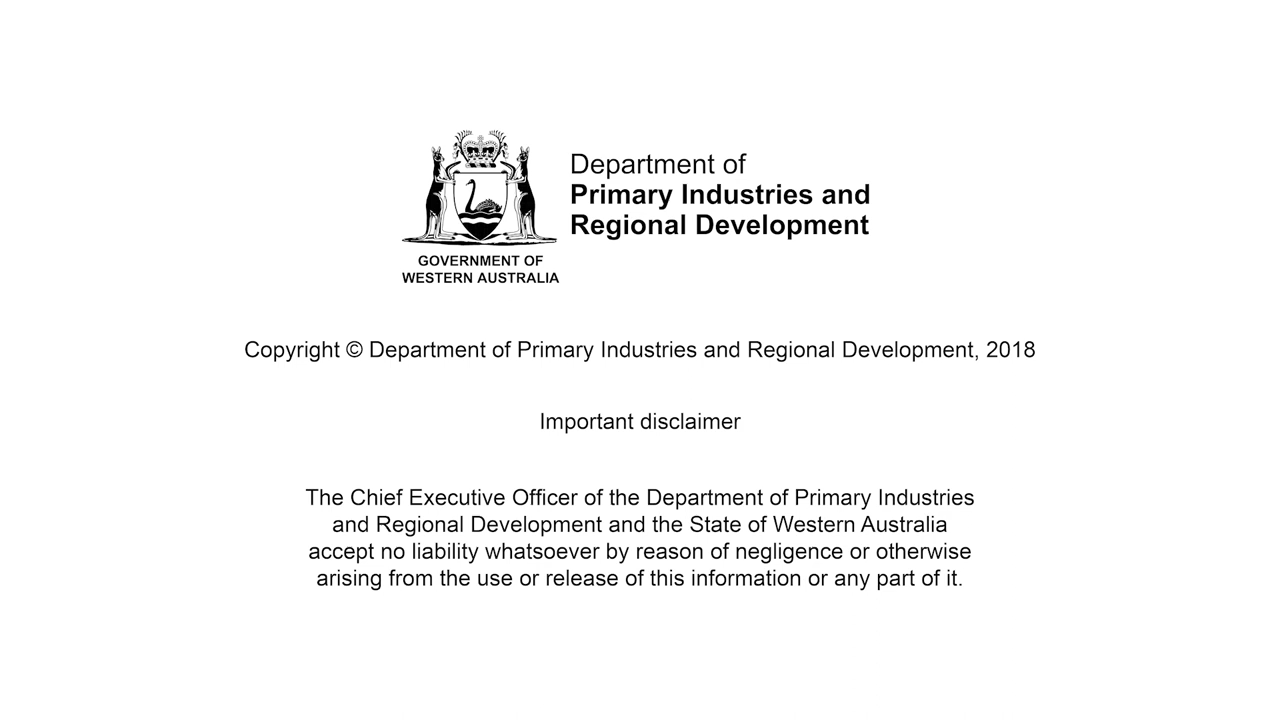 Department of
Primary Industries and
Regional Development
GOVERNMENT OF
WESTERN AUSTRALIA
Copyright © Department of Primary Industries and Regional Development, 2018
Important disclaimer
The Chief Executive Officer of the Department of Primary Industries
and Regional Development and the State of Western Australia
accept no liability whatsoever by reason of negligence or otherwise
arising from the use or release of this information or any part of it.